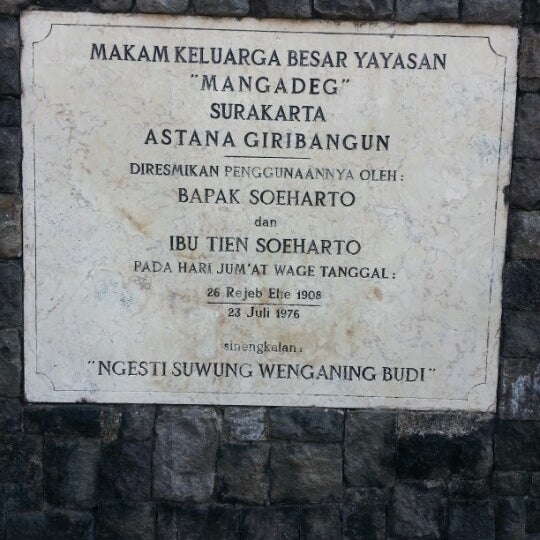 MAKAM KELUARGA BESAR YAYASAN
"MANGADEG"
SURAKARTA
ASTANA GIRIBANGUN
DIRESMIKAN PENGGUNAANNYA OLEH :
BAPAK SOEHARTO
dan
IBU TIEN SOEHARTO
PADA HARI JUM'AT WAGE TANGGAL :
26 Rejeb Ehe 1908
23 Juli 1976
sinengkalan :
"NGESTI SUWUNG WENGANING BUDI"